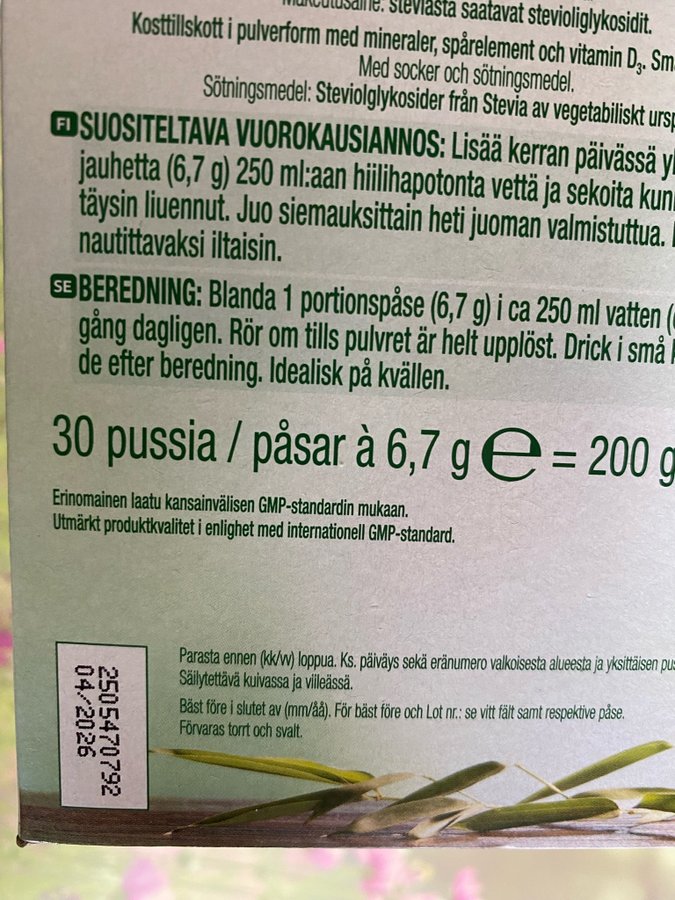 steviasta saatavat stevioliglykosidit.
Kosttillskott i pulverform med mineraler, spårelement och vitamin D₃.
Med socker och sötningsmedel.
Sötningsmedel: Steviolglykosider från Stevia av vegetabiliskt
FI SUOSITELTAVA VUOROKAUSIANNOS: Lisää kerran päivässä
jauhetta (6,7 g) 250 ml:aan hiilihapotonta vettä ja sekoita
täysin liuennut. Juo siemauksittain heti juoman valmistuttua.
nautittavaksi iltaisin.
SE BEREDNING: Blanda 1 portionspåse (6,7 g) i ca 250 ml vatten
gång dagligen. Rör om tills pulvret är helt upplöst. Drick i små
de efter beredning. Idealisk på kvällen.
30 pussia / påsar à 6,7 g ℮ = 200 g
Erinomainen laatu kansainvälisen GMP-standardin mukaan.
Utmärkt produktkvalitet i enlighet med internationell GMP-standard.
Parasta ennen (kk/vv) loppua. Ks. päiväys sekä eränumero valkoisesta alueesta ja yksittäisen
Säilytettävä kuivassa ja viileässä.
Bäst före i slutet av (mm/åå). För bäst före och Lot nr.: se vitt fält samt respektive påse.
Förvaras torrt och svalt.
2505470792
04/2026